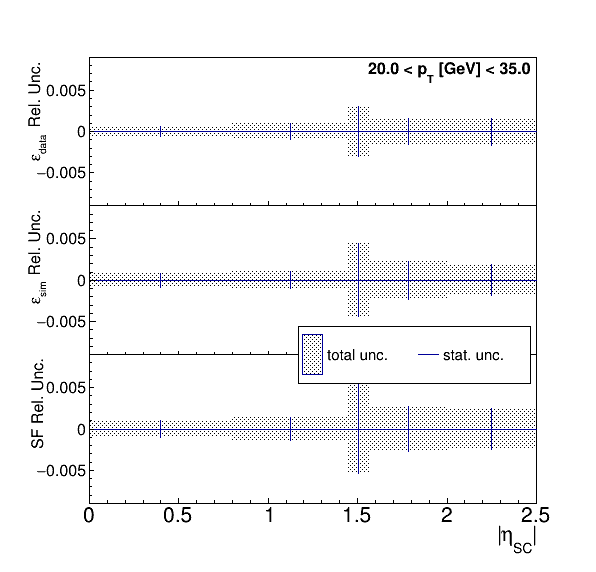 20.0 < p_T [GeV] < 35.0
ε_data Rel. Unc.
0.005
0
−0.005
ε_sim Rel. Unc.
0.005
0
−0.005
total unc. stat. unc.
SF Rel. Unc.
0.005
0
−0.005
0 0.5 1 1.5 2 2.5
|η_SC|